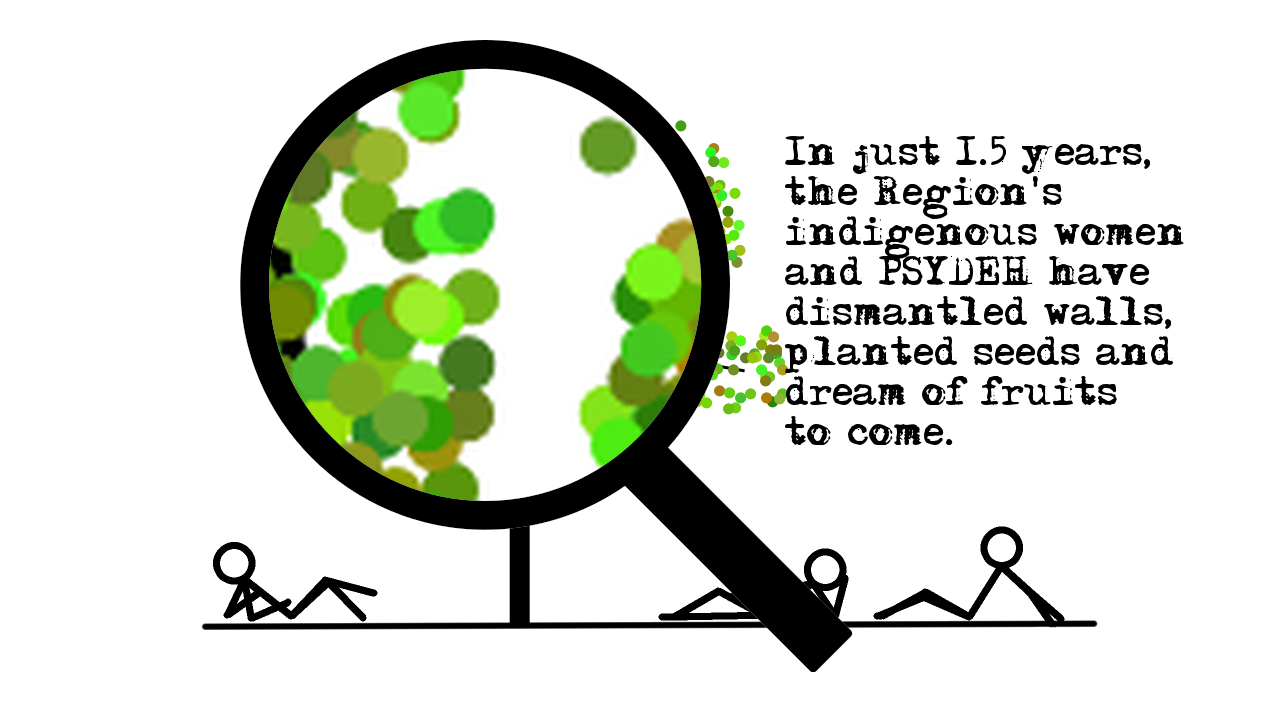 In just 1.5 years,
the Region's
indigenous women
and PSYDEH have
dismantled walls,
planted seeds and
dream of fruits
to come.